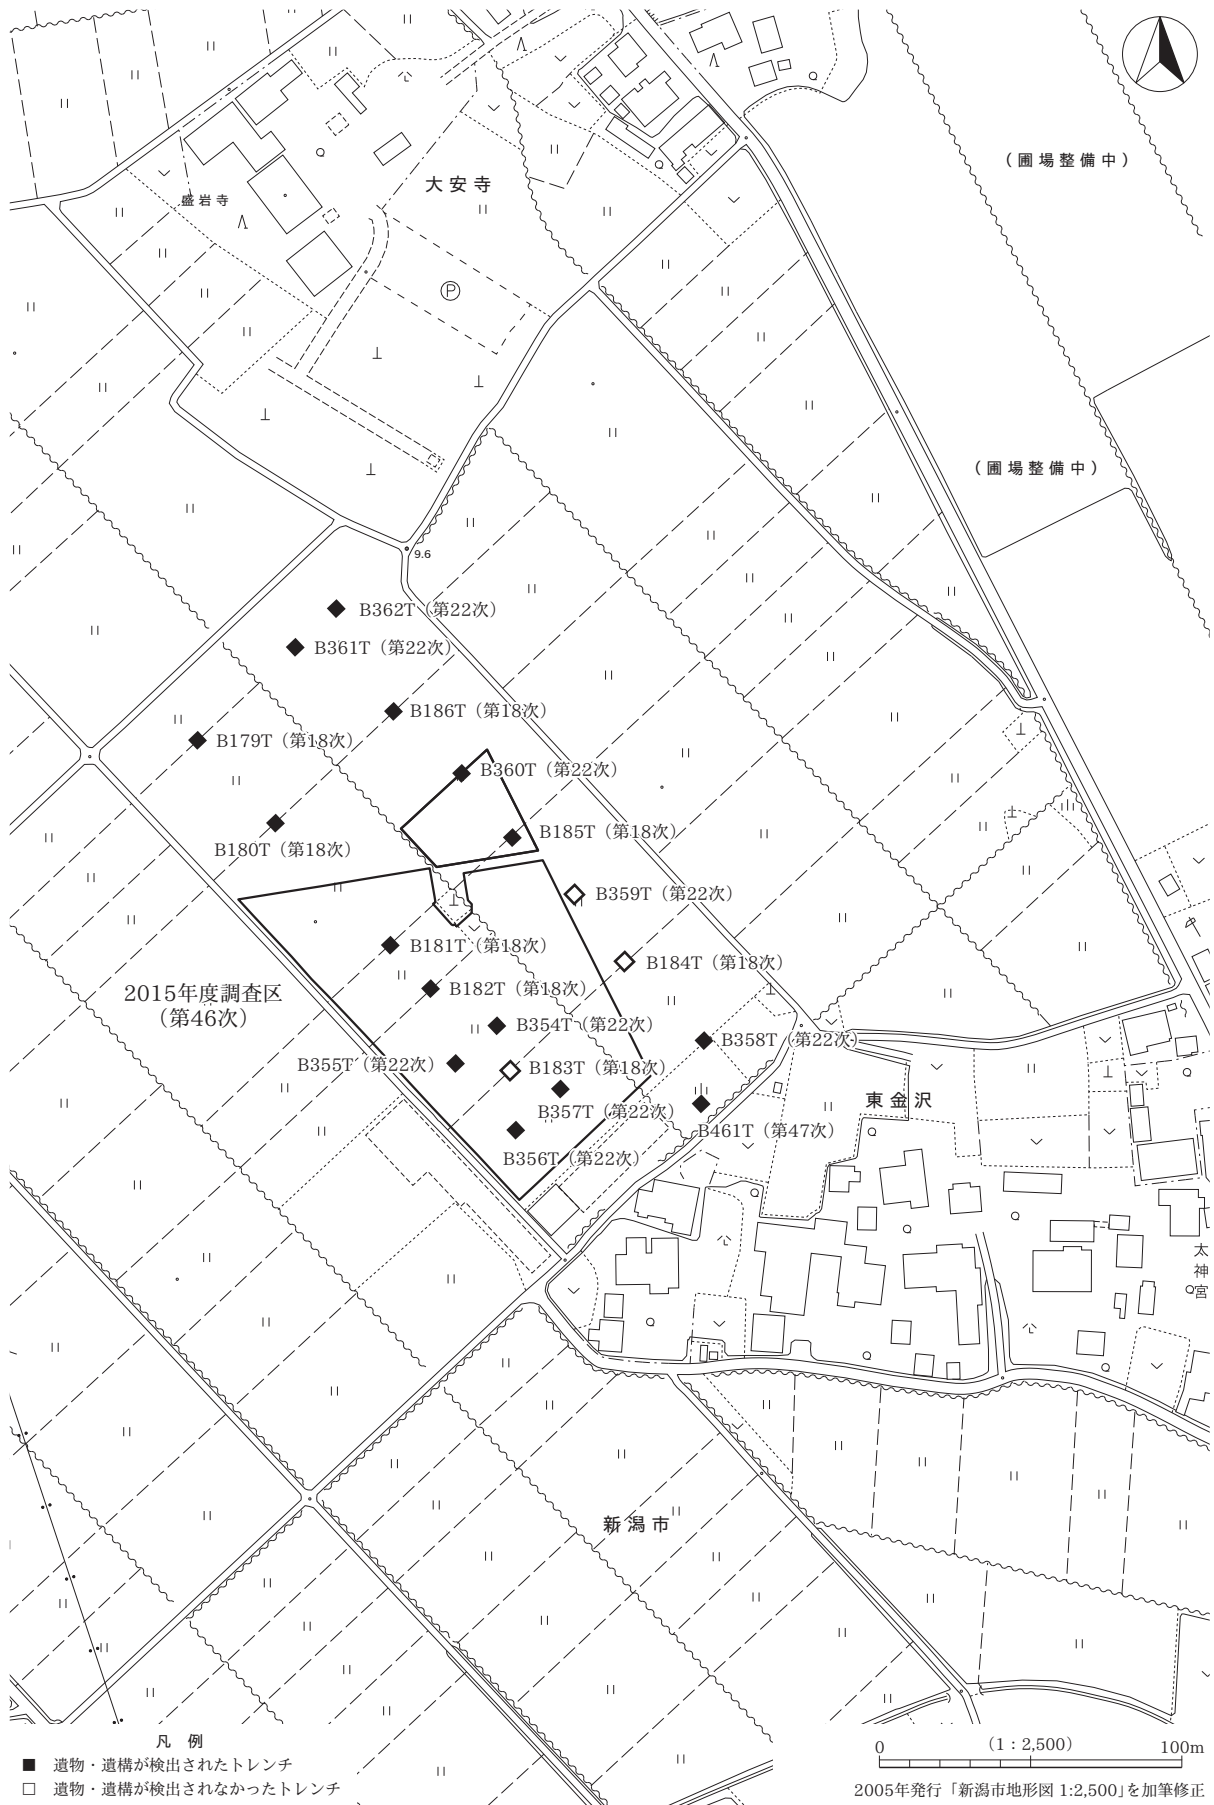 （圃場整備中）
大安寺
盛岩寺
P
（圃場整備中）
9.6
B362T（第22次）
B361T（第22次）
B186T（第18次）
B179T（第18次）
B360T（第22次）
B185T（第18次）
B180T（第18次）
B359T（第22次）
B181T（第18次）
B184T（第18次）
B182T（第18次）
2015年度調査区
（第46次）
B354T（第22次）
B358T（第22次）
B355T（第22次）
B183T（第18次）
東金沢
B357T（第22次）
B461T（第47次）
B356T（第22次）
太神宮
新潟市
凡例
■ 遺物・遺構が検出されたトレンチ
□ 遺物・遺構が検出されなかったトレンチ
0 （1：2,500） 100m
2005年発行「新潟市地形図 1:2,500」を加筆修正